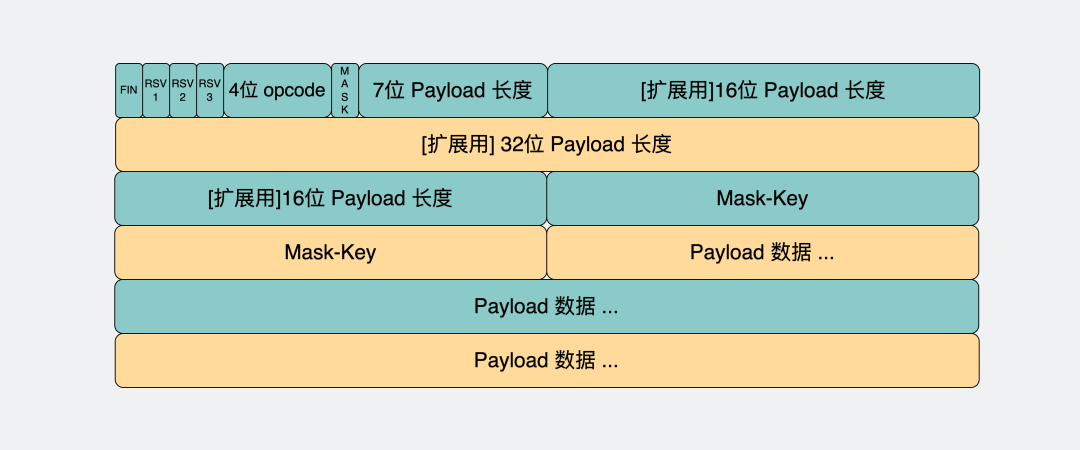 FIN RSV 1 RSV 2 RSV 3 4位 opcode MASK 7位 Payload 长度 [扩展用]16位 Payload 长度
[扩展用] 32位 Payload 长度
[扩展用]16位 Payload 长度 Mask-Key
Mask-Key Payload 数据 ...
Payload 数据 ...
Payload 数据 ...